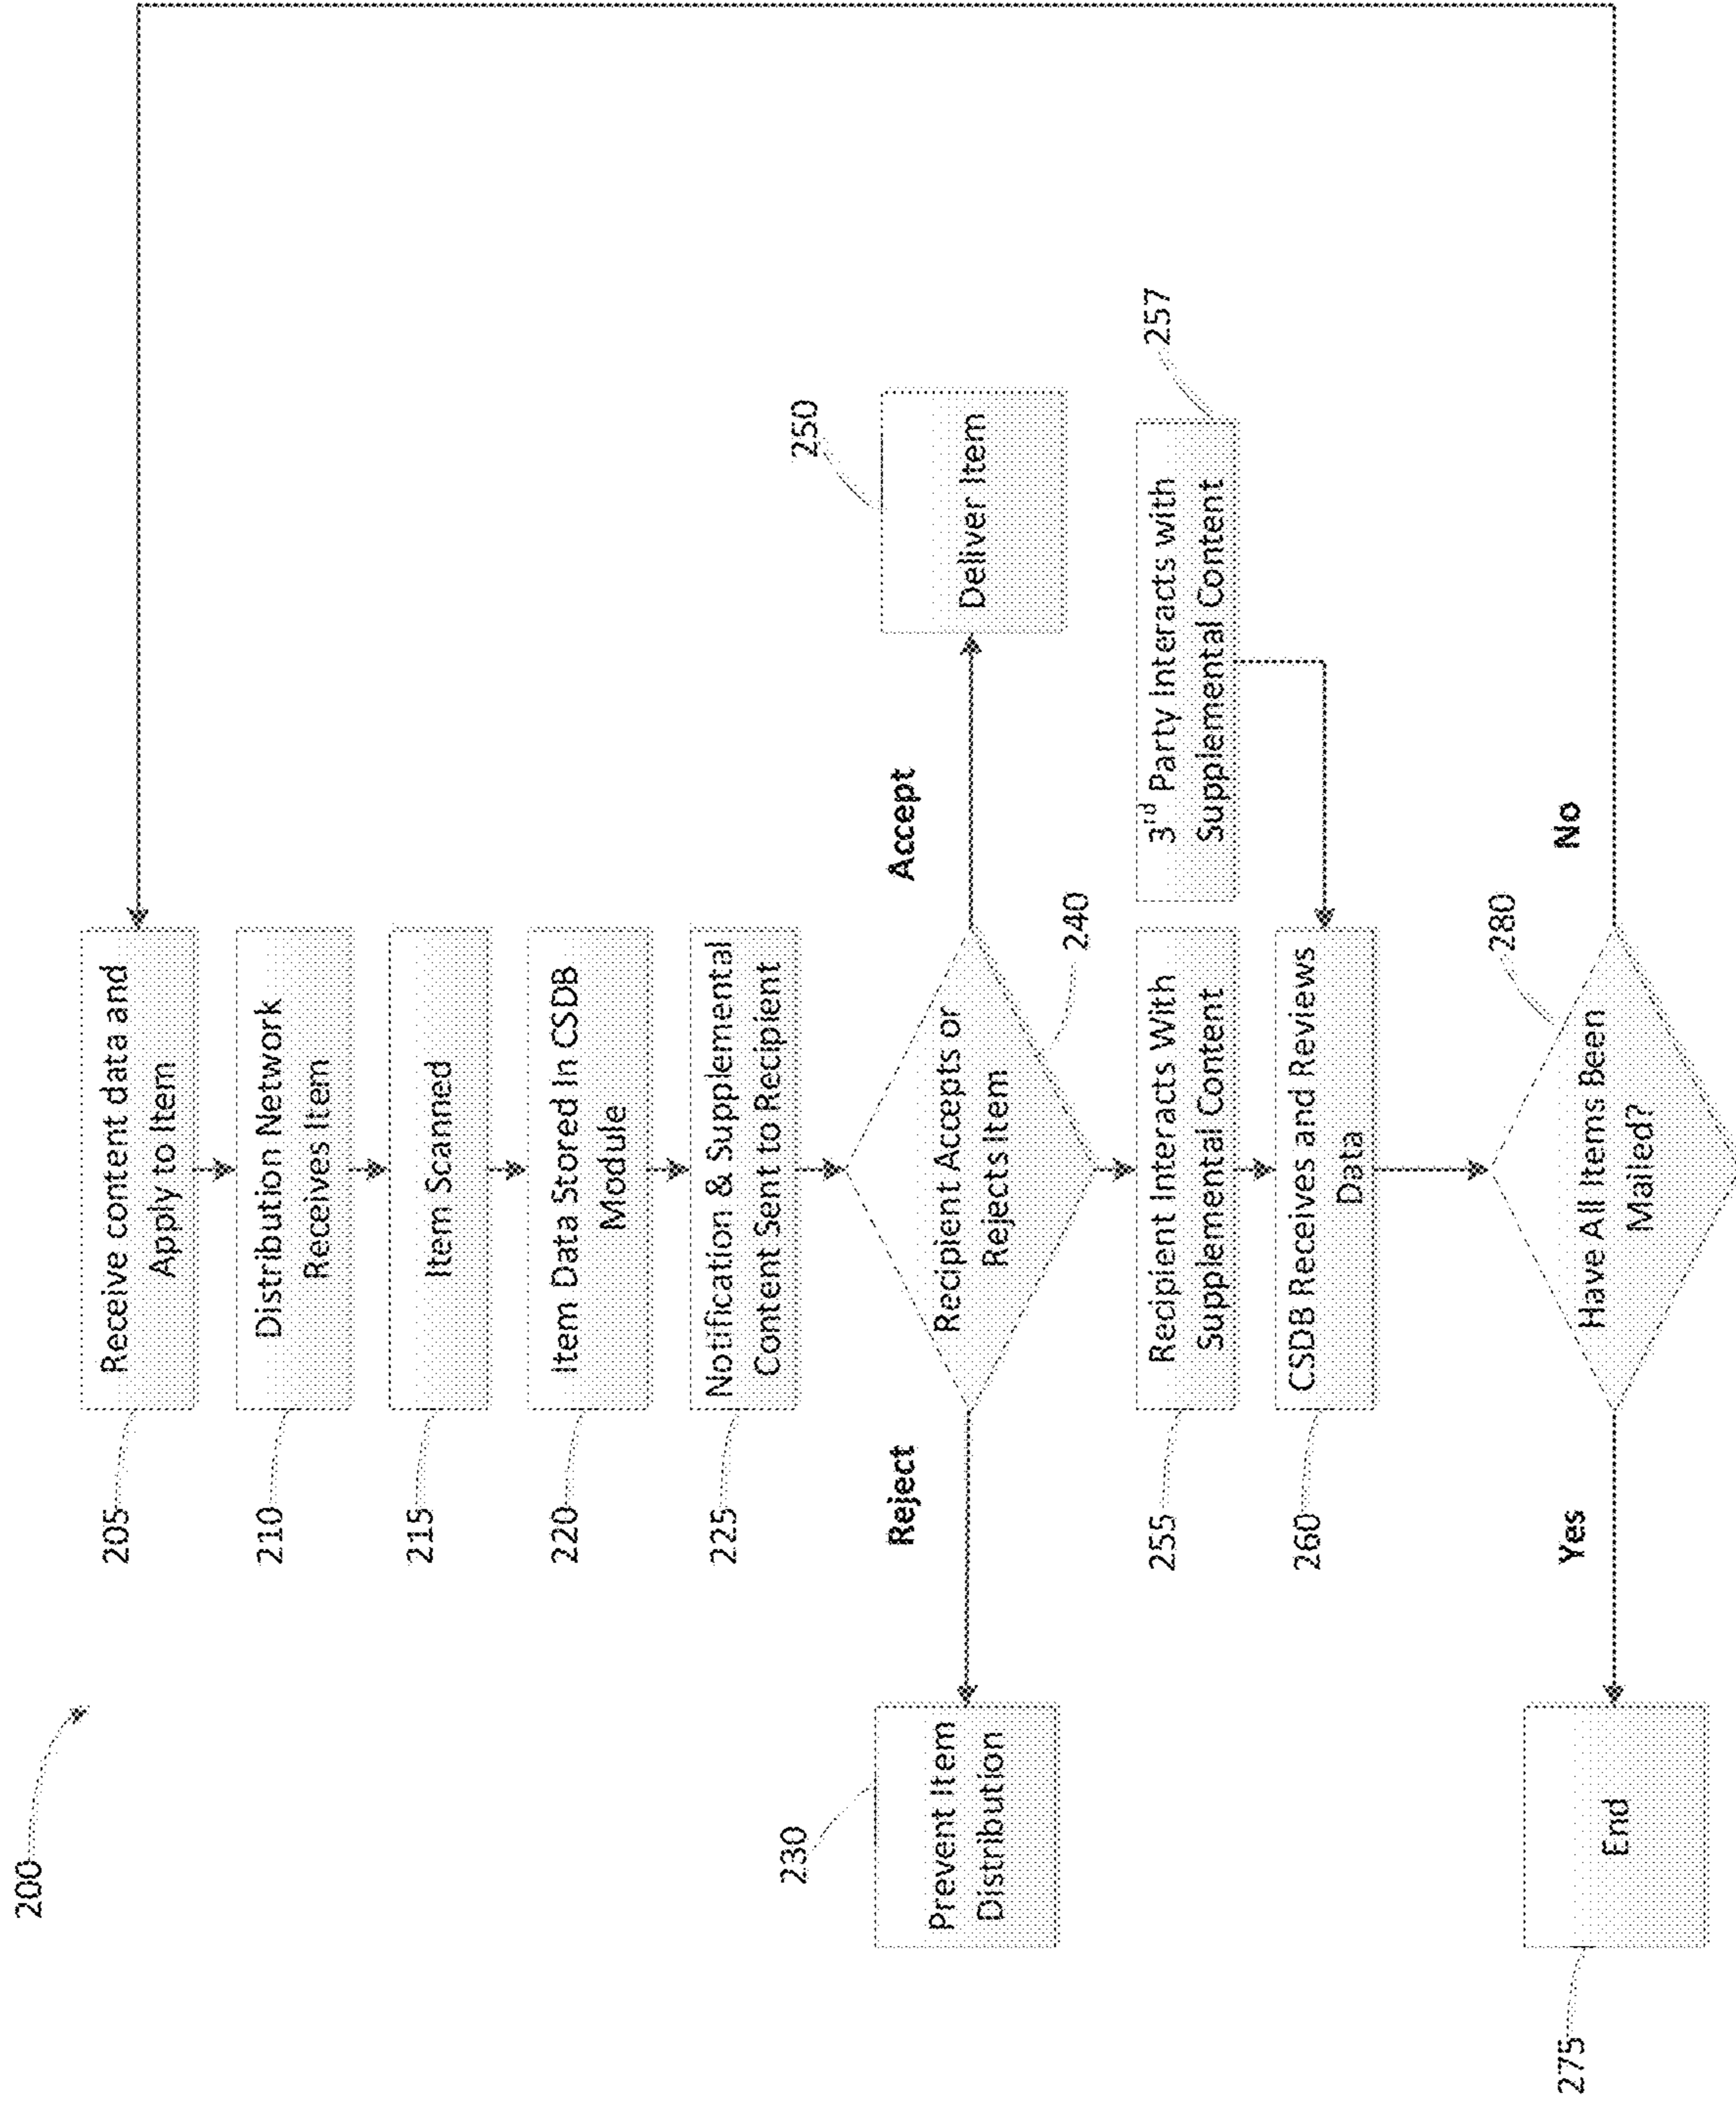 200
205
Receive content data and
Apply to Item
210
Distribution Network
Receives Item
215
Item Scanned
220
Item Data Stored In CSDB
Module
225
Notification & Supplemental
Content Sent to Recipient
230
Prevent Item
Distribution
Reject
Recipient Accepts or
Rejects Item
240
Accept
250
Deliver Item
255
Recipient Interacts With
Supplemental Content
3rd Party Interacts with
Supplemental Content
257
260
CSDB Receives and Reviews
Data
275
End
Yes
Have All Items Been
Mailed?
280
No